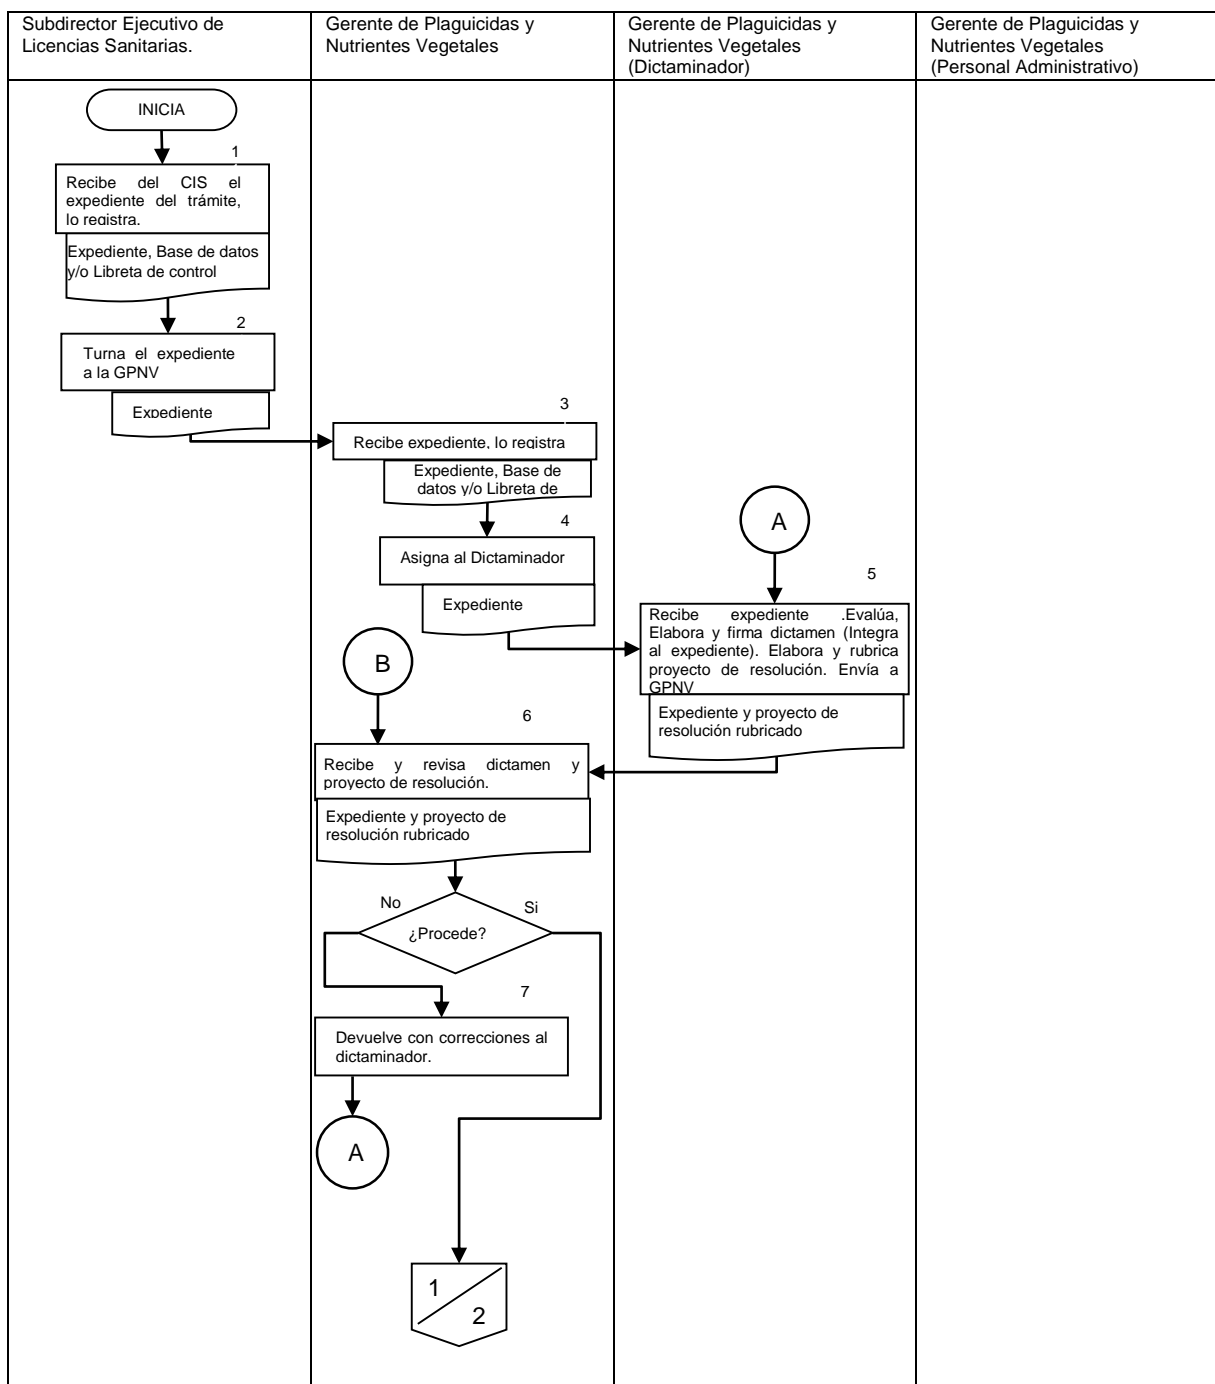 Subdirector Ejecutivo de
Licencias Sanitarias.
Gerente de Plaguicidas y
Nutrientes Vegetales
Gerente de Plaguicidas y
Nutrientes Vegetales
(Dictaminador)
Gerente de Plaguicidas y
Nutrientes Vegetales
(Personal Administrativo)
INICIA
1
Recibe del CIS el
expediente del trámite,
lo registra.
Expediente, Base de datos
y/o Libreta de control
2
Turna el expediente
a la GPNV
Expediente
3
Recibe expediente, lo registra
Expediente, Base de
datos y/o Libreta de
4
Asigna al Dictaminador
Expediente
A
5
Recibe expediente .Evalúa,
Elabora y firma dictamen (Integra
al expediente). Elabora y rubrica
proyecto de resolución. Envía a
GPNV
Expediente y proyecto de
resolución rubricado
B
6
Recibe y revisa dictamen y
proyecto de resolución.
Expediente y proyecto de
resolución rubricado
No
Si
¿Procede?
7
Devuelve con correcciones al
dictaminador.
A
1
2